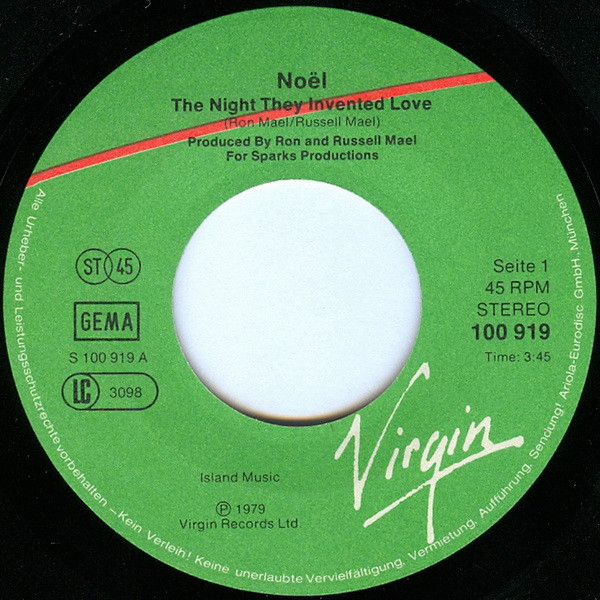 Noël
The Night They Invented Love
(Ron Mael/Russell Mael)
Produced By Ron and Russell Mael
For Sparks Productions
ST 45
GEMA
S 100 919 A
LC 3098
Seite 1
45 RPM
STEREO
100 919
Time: 3:45
Virgin
Island Music
℗ 1979
Virgin Records Ltd.
Alle Urheber- und Leistungsschutzrechte vorbehalten – Kein Verleih! Keine unerlaubte Vervielfältigung, Vermietung, Aufführung, Sendung! Ariola-Eurodisc GmbH., München